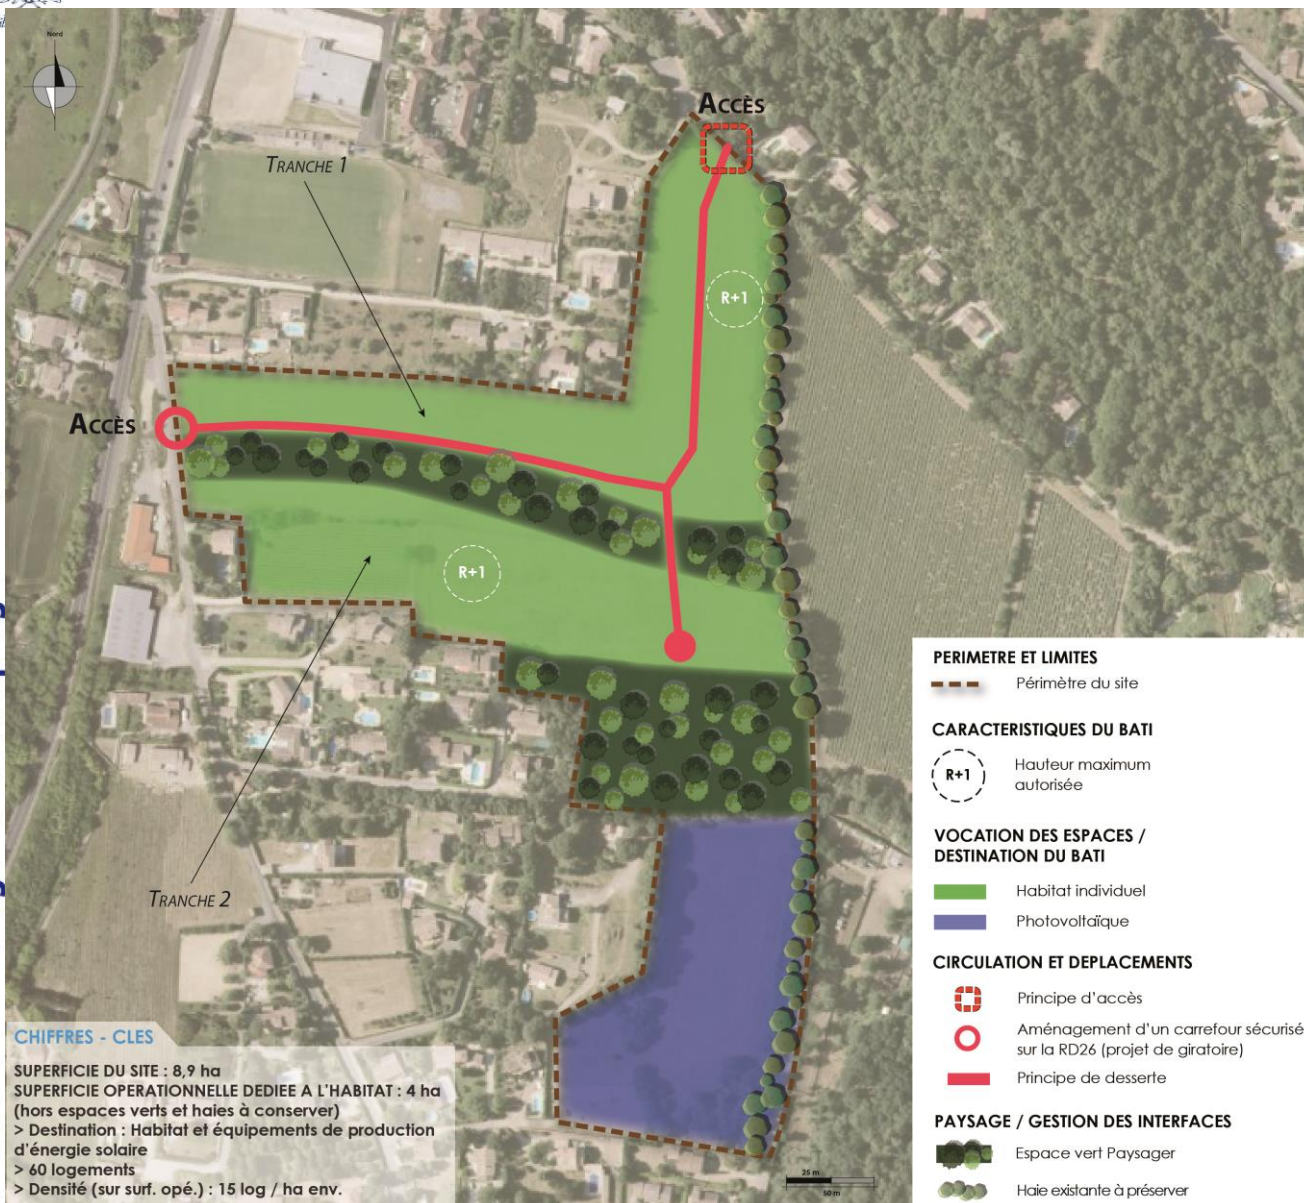 Nord
ACCÈS
TRANCHE 1
R+1
ACCÈS
R+1
TRANCHE 2
PERIMETRE ET LIMITES
Périmètre du site
CARACTERISTIQUES DU BATI
R+1
Hauteur maximum
autorisée
VOCATION DES ESPACES /
DESTINATION DU BATI
Habitat individuel
Photovoltaïque
CIRCULATION ET DEPLACEMENTS
Principe d'accès
Aménagement d'un carrefour sécurisé
sur la RD26 (projet de giratoire)
Principe de desserte
PAYSAGE / GESTION DES INTERFACES
Espace vert Paysager
Haie existante à préserver
25 m
50 m
CHIFFRES - CLES
SUPERFICIE DU SITE : 8,9 ha
SUPERFICIE OPERATIONNELLE DEDIEE A L'HABITAT : 4 ha
(hors espaces verts et haies à conserver)
> Destination : Habitat et équipements de production
d'énergie solaire
> 60 logements
> Densité (sur surf. opé.) : 15 log / ha env.